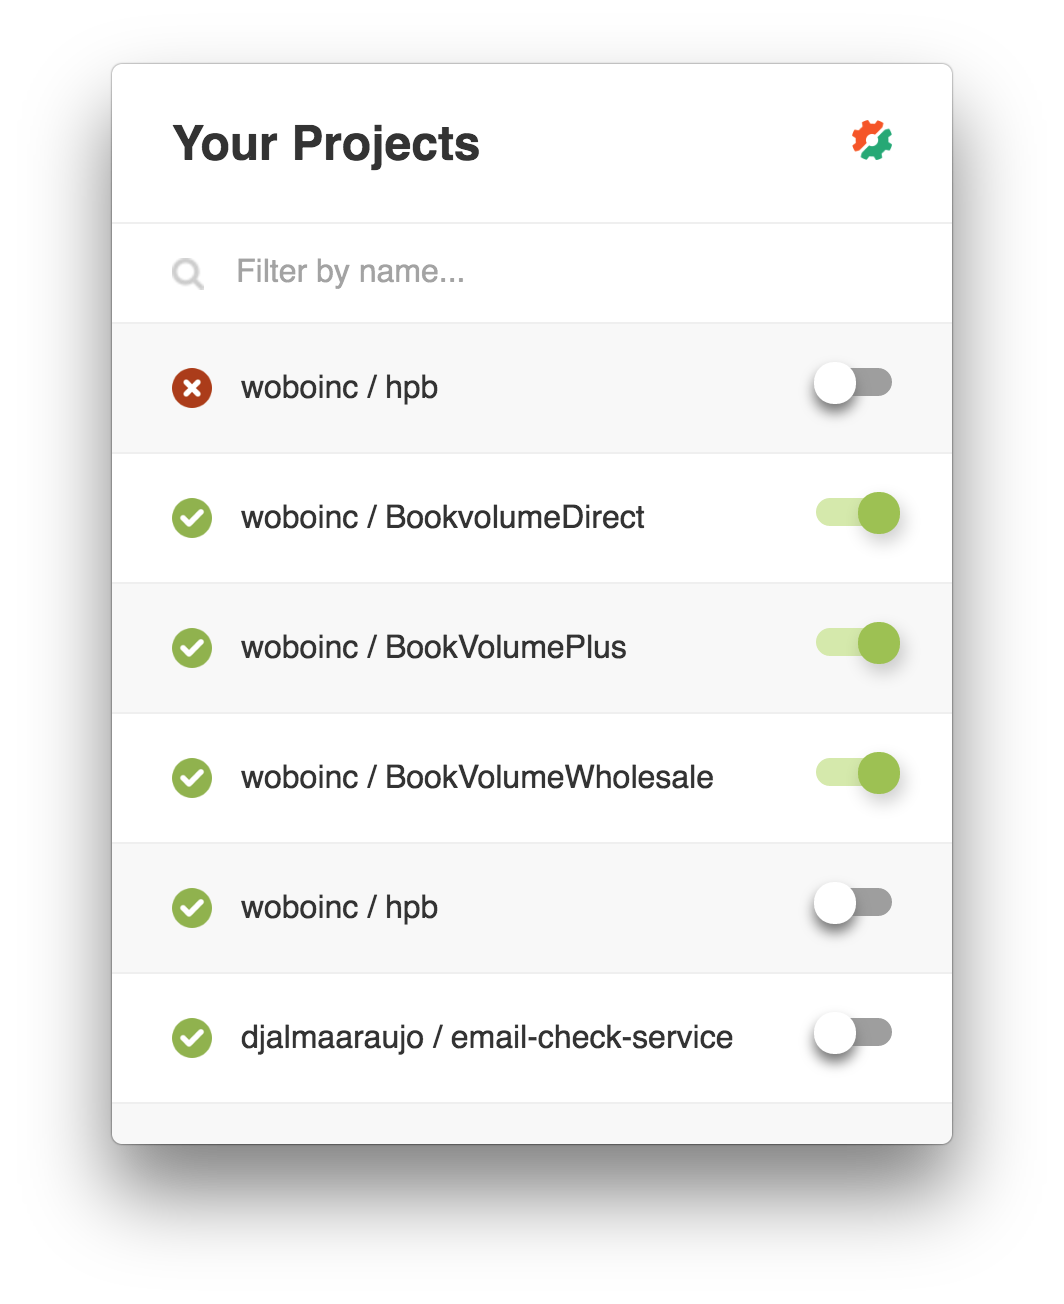 Your Projects
Filter by name...
woboinc / hpb
woboinc / BookvolumeDirect
woboinc / BookVolumePlus
woboinc / BookVolumeWholesale
woboinc / hpb
djalmaaraujo / email-check-service